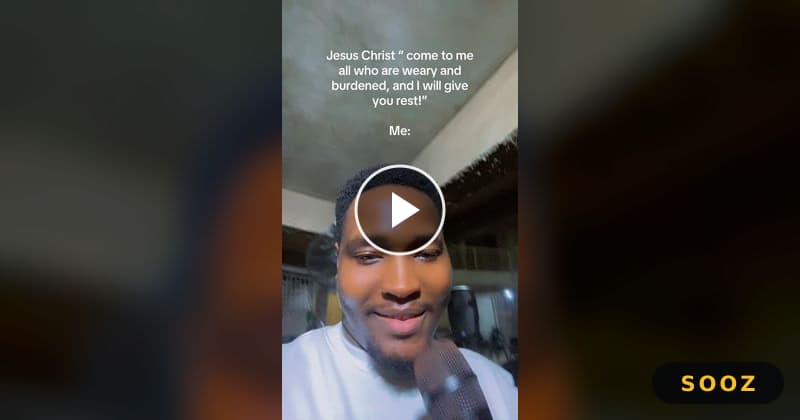 Jesus Christ “ come to me
all who are weary and
burdened, and I will give
you rest!”
Me:
SOOZ